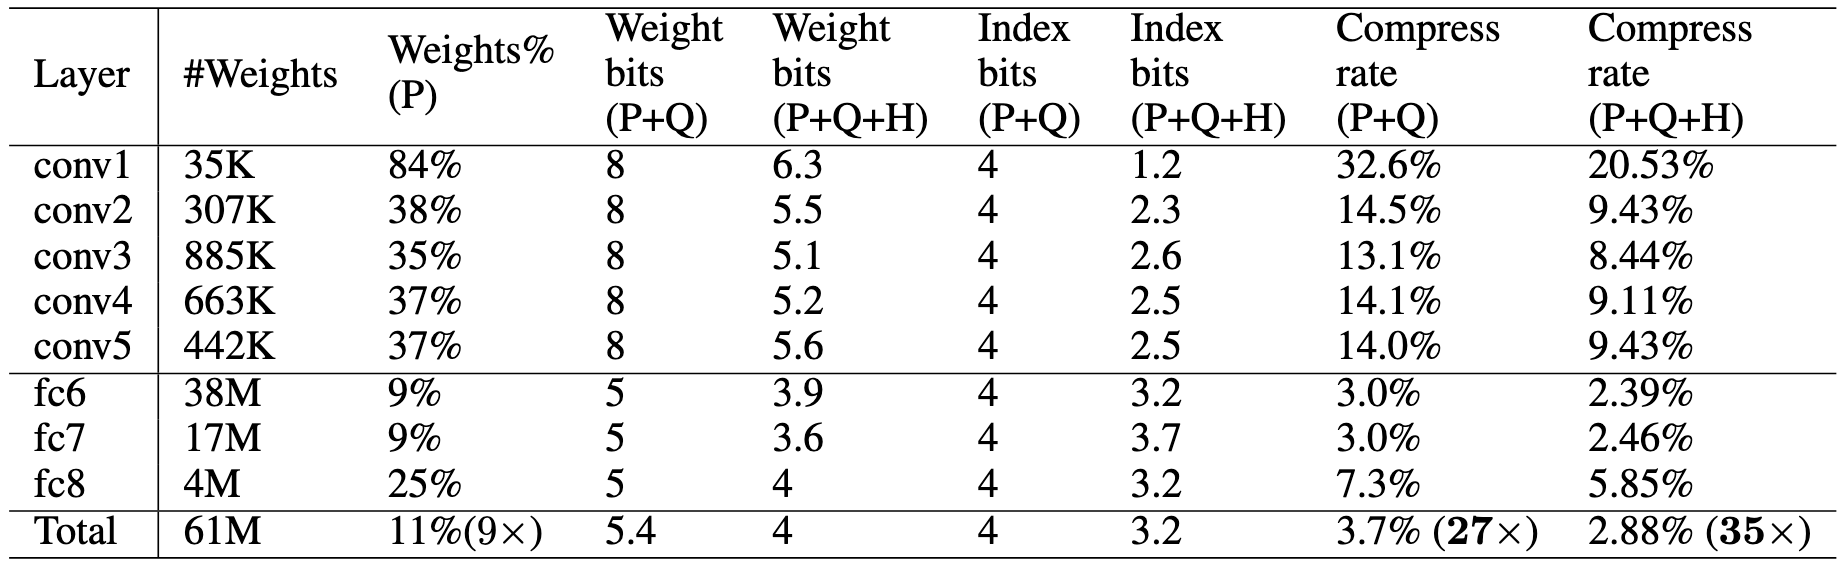 Layer #Weights Weights% (P) Weight bits (P+Q) Weight bits (P+Q+H) Index bits (P+Q) Index bits (P+Q+H) Compress rate (P+Q) Compress rate (P+Q+H)
conv1 35K 84% 8 6.3 4 1.2 32.6% 20.53%
conv2 307K 38% 8 5.5 4 2.3 14.5% 9.43%
conv3 885K 35% 8 5.1 4 2.6 13.1% 8.44%
conv4 663K 37% 8 5.2 4 2.5 14.1% 9.11%
conv5 442K 37% 8 5.6 4 2.5 14.0% 9.43%
fc6 38M 9% 5 3.9 4 3.2 3.0% 2.39%
fc7 17M 9% 5 3.6 4 3.7 3.0% 2.46%
fc8 4M 25% 5 4 4 3.2 7.3% 5.85%
Total 61M 11%(9×) 5.4 4 4 3.2 3.7% (27×) 2.88% (35×)